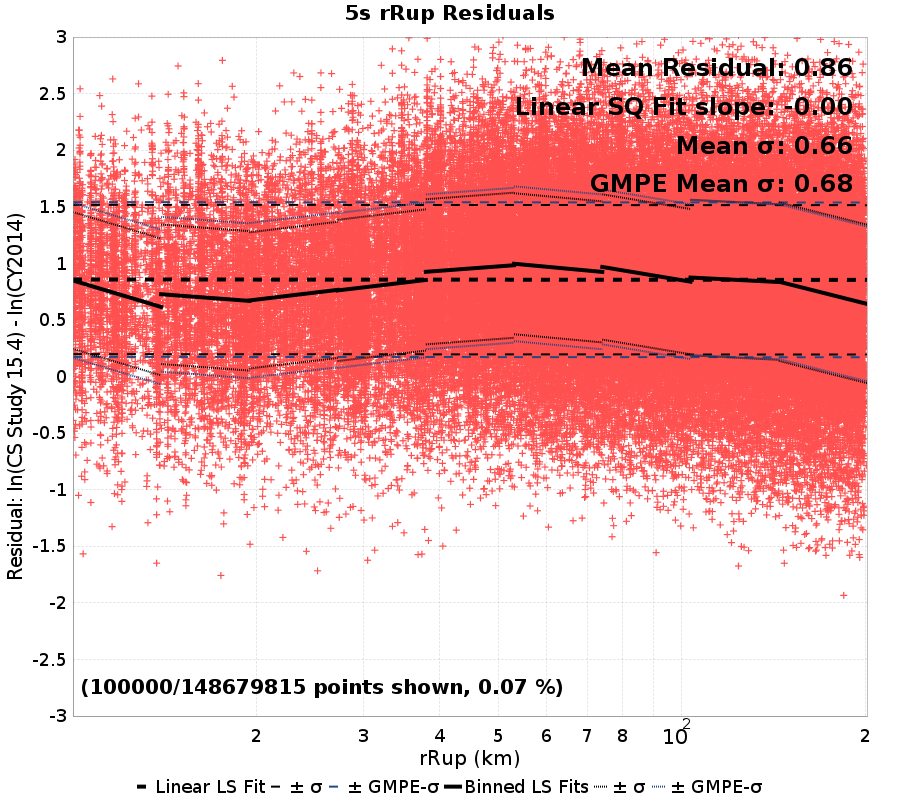 5s rRup Residuals
Mean Residual: 0.86
Linear SQ Fit slope: -0.00
Mean σ: 0.66
GMPE Mean σ: 0.68
Residual: ln(CS Study 15.4) - ln(CY2014)
3
2.5
2
1.5
1
0.5
0
-0.5
-1
-1.5
-2
-2.5
-3
(100000/148679815 points shown, 0.07 %)
2 3 4 5 6 7 8 10² 2
rRup (km)
Linear LS Fit ± σ ± GMPE-σ Binned LS Fits ± σ ± GMPE-σ